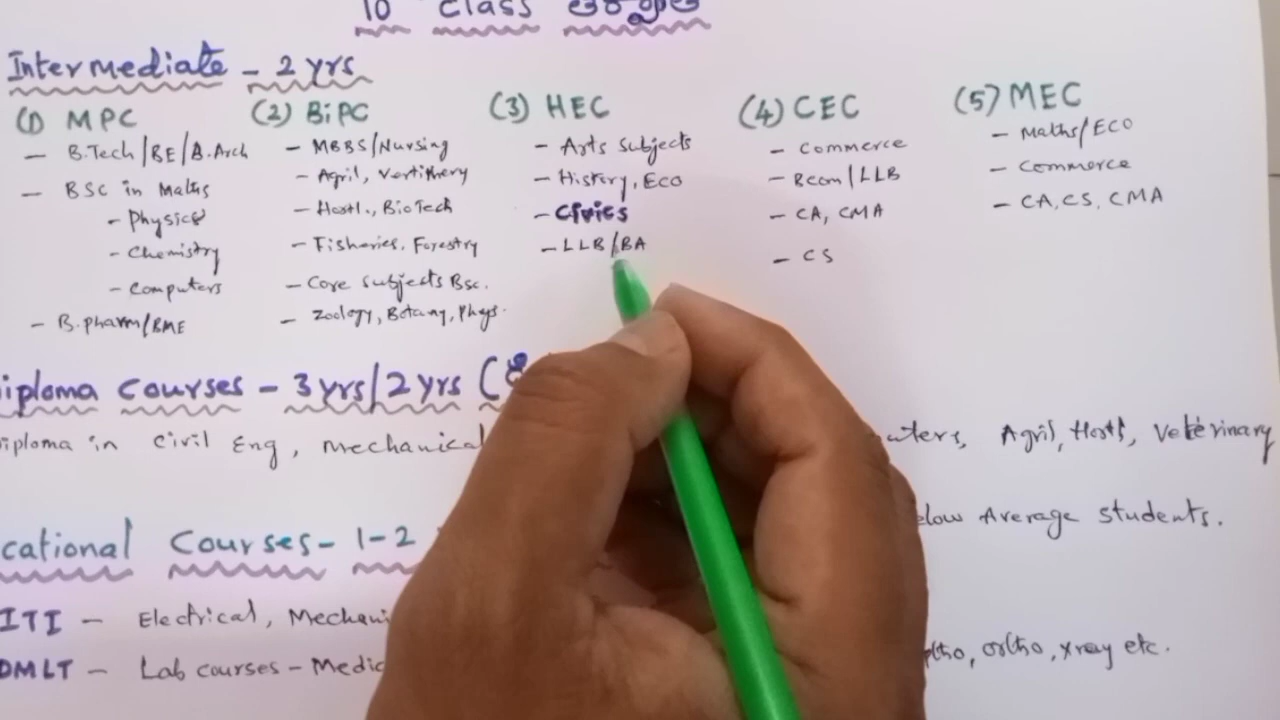 10 class తర్వాత
Intermediate - 2 yrs
(1) MPC
- B.Tech/BE/B.Arch
- BSC in Maths
- Physics
- Chemistry
- Computers
- B.pharm/BME
(2) BiPC
- MBBS/Nursing
- Agril, Vertinery
- Hostl., BioTech
- Fisheries, Forestry
- Core Subjects Bsc.
- Zoology, Botany, Phys.
(3) HEC
- Arts Subjects
- History, Eco
- Civics
- LLB/BA
(4) CEC
- Commerce
- Bcom/LLB
- CA, CMA
- CS
(5) MEC
- Maths/ECO
- Commerce
- CA, CS, CMA
iploma Courses - 3 yrs/2 yrs (
iploma in Civil Eng, Mechanical uters, Agril, Hortl, Veterinary
elow Average students.
cational Courses - 1-2
ITI - Electrical, Mechani
DMLT - Lab courses - Medic ptho, ortho, xray etc.